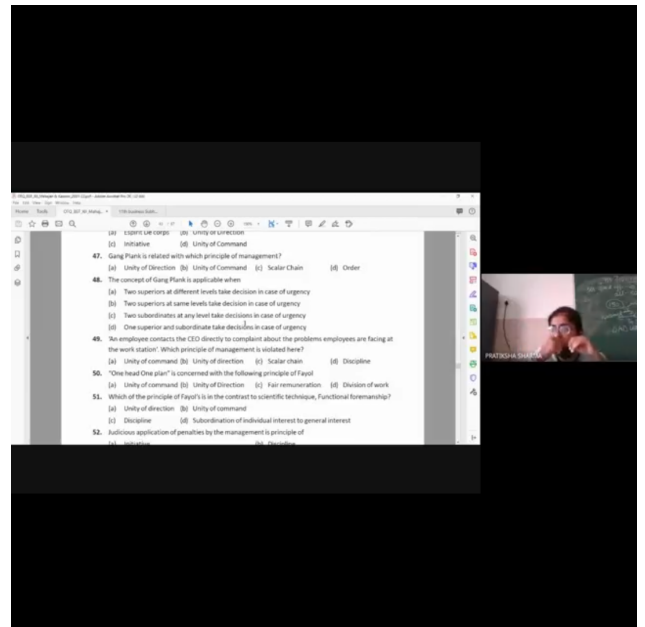 Home Tools
(a) Esprit De corps (b) Unity of Direction
(c) Initiative (d) Unity of Command
47. Gang Plank is related with which principle of management?
(a) Unity of Direction (b) Unity of Command (c) Scalar Chain (d) Order
48. The concept of Gang Plank is applicable when
(a) Two superiors at different levels take decision in case of urgency
(b) Two superiors at same levels take decision in case of urgency
(c) Two subordinates at any level take decisions in case of urgency
(d) One superior and subordinate take decisions in case of urgency
49. 'An employee contacts the CEO directly to complaint about the problems employees are facing at
the work station'. Which principle of management is violated here?
(a) Unity of command (b) Unity of direction (c) Scalar chain (d) Discipline
50. "One head One plan" is concerned with the following principle of Fayol
(a) Unity of command (b) Unity of Direction (c) Fair remuneration (d) Division of work
51. Which of the principle of Fayol's is in the contrast to scientific technique, Functional foremanship?
(a) Unity of direction (b) Unity of command
(c) Discipline (d) Subordination of individual interest to general interest
52. Judicious application of penalties by the management is principle of
(a) Initiative (b) Discipline
PRATIKSHA SHARMA